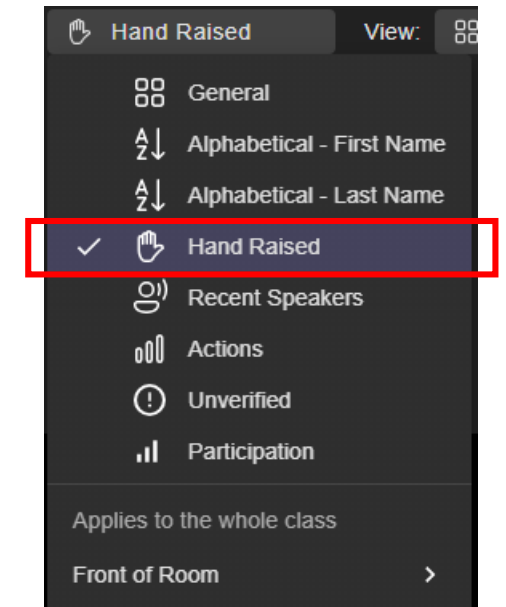 Hand Raised View:
General
Alphabetical - First Name
Alphabetical - Last Name
Hand Raised
Recent Speakers
Actions
Unverified
Participation
Applies to the whole class
Front of Room